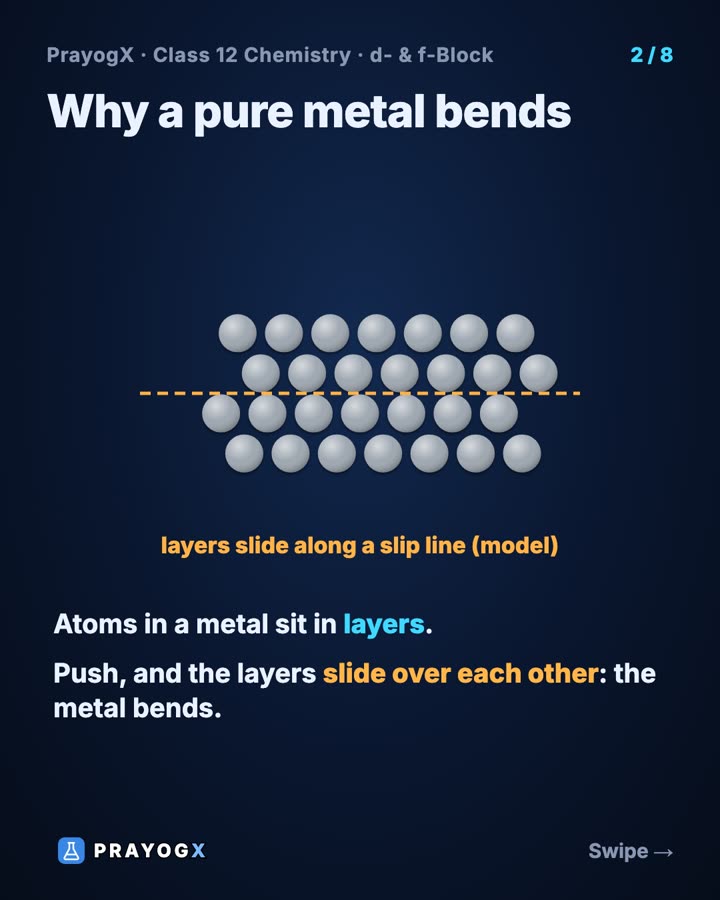 PrayogX · Class 12 Chemistry · d- & f-Block
2 / 8
Why a pure metal bends
layers slide along a slip line (model)
Atoms in a metal sit in layers.
Push, and the layers slide over each other: the
metal bends.
PRAYOGX
Swipe →